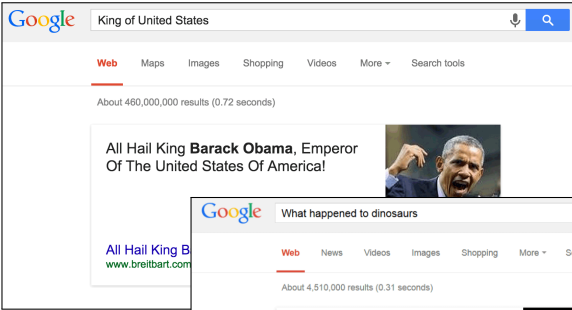 Google King of United States
Web Maps Images Shopping Videos More Search tools
About 460,000,000 results (0.72 seconds)
All Hail King Barack Obama, Emperor
Of The United States Of America!
All Hail King B
www.breitbart.com
Google What happened to dinosaurs
Web News Videos Images Shopping More S
About 4,510,000 results (0.31 seconds)